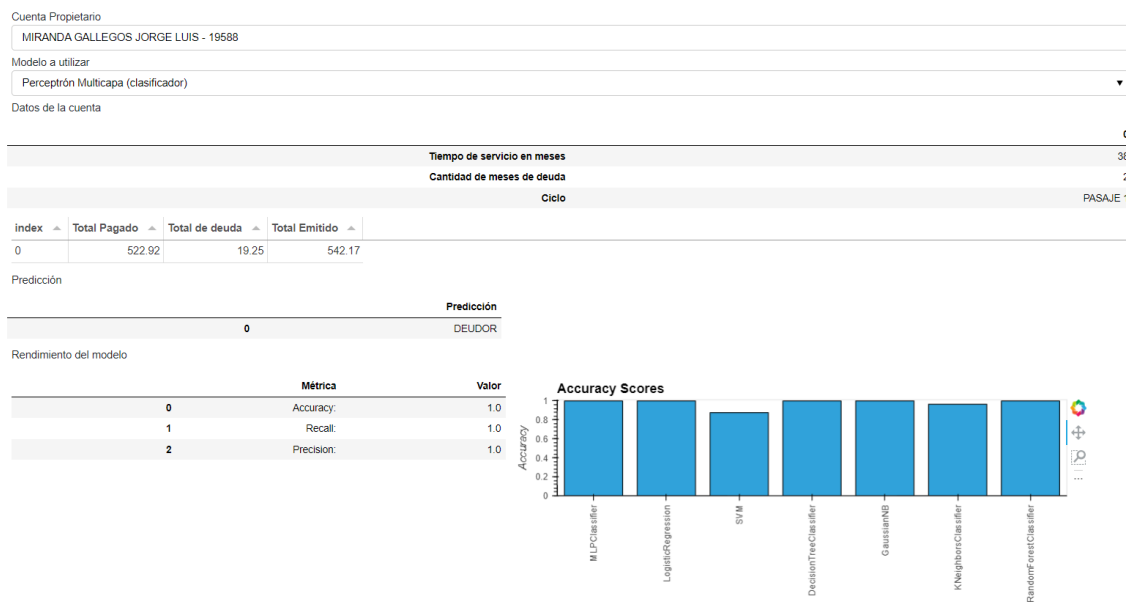 Cuenta Propietario
MIRANDA GALLEGOS JORGE LUIS - 19588
Modelo a utilizar
Perceptrón Multicapa (clasificador)
Datos de la cuenta
Tiempo de servicio en meses 38
Cantidad de meses de deuda 2
Ciclo PASAJE 1
index Total Pagado Total de deuda Total Emitido
0 522.92 19.25 542.17
Predicción
Predicción
0 DEUDOR
Rendimiento del modelo
Métrica Valor
0 Accuracy: 1.0
1 Recall: 1.0
2 Precision: 1.0
Accuracy Scores
Accuracy
1
0.8
0.6
0.4
0.2
0
MLPClassifier
LogisticRegression
SVM
DecisionTreeClassifier
GaussianNB
KNeighborsClassifier
RandomForestClassifier